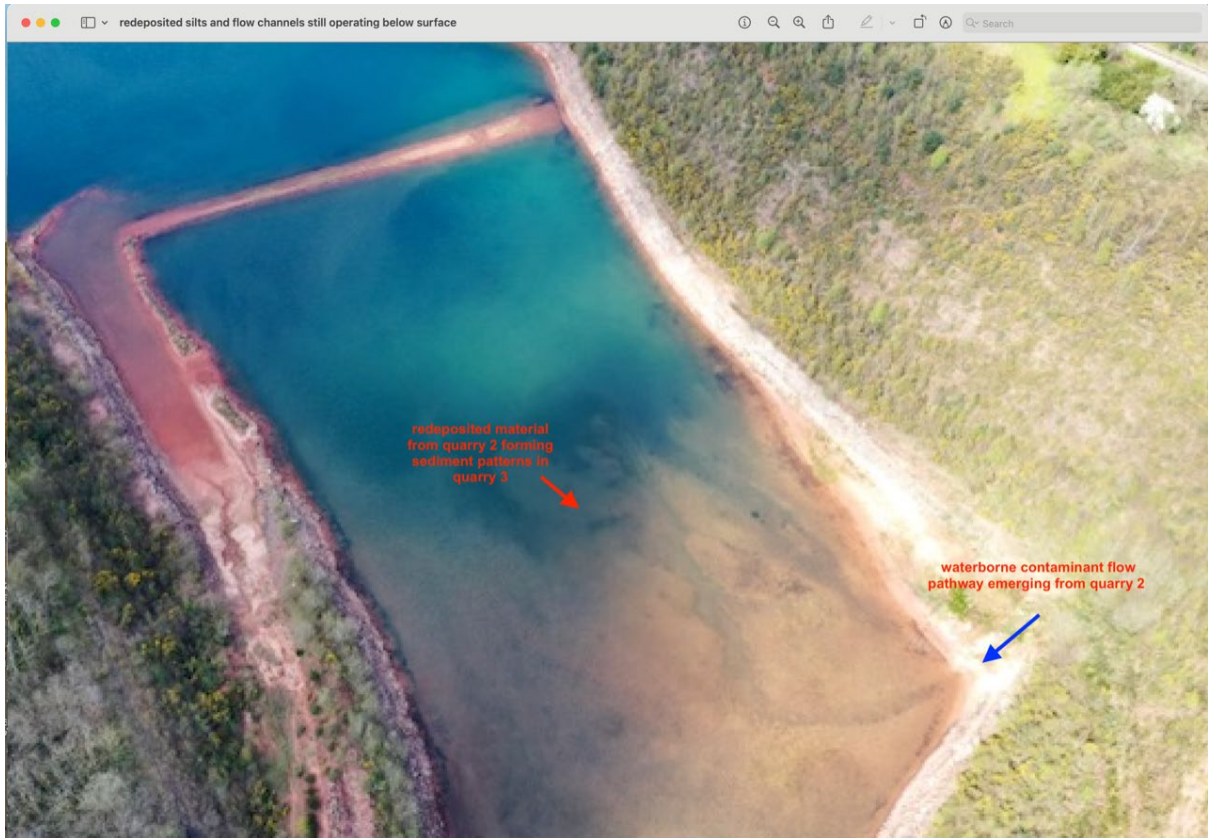 redeposited silts and flow channels still operating below surface
Search
redeposited material
from quarry 2 forming
sediment patterns in
quarry 3
waterborne contaminant flow
pathway emerging from quarry 2